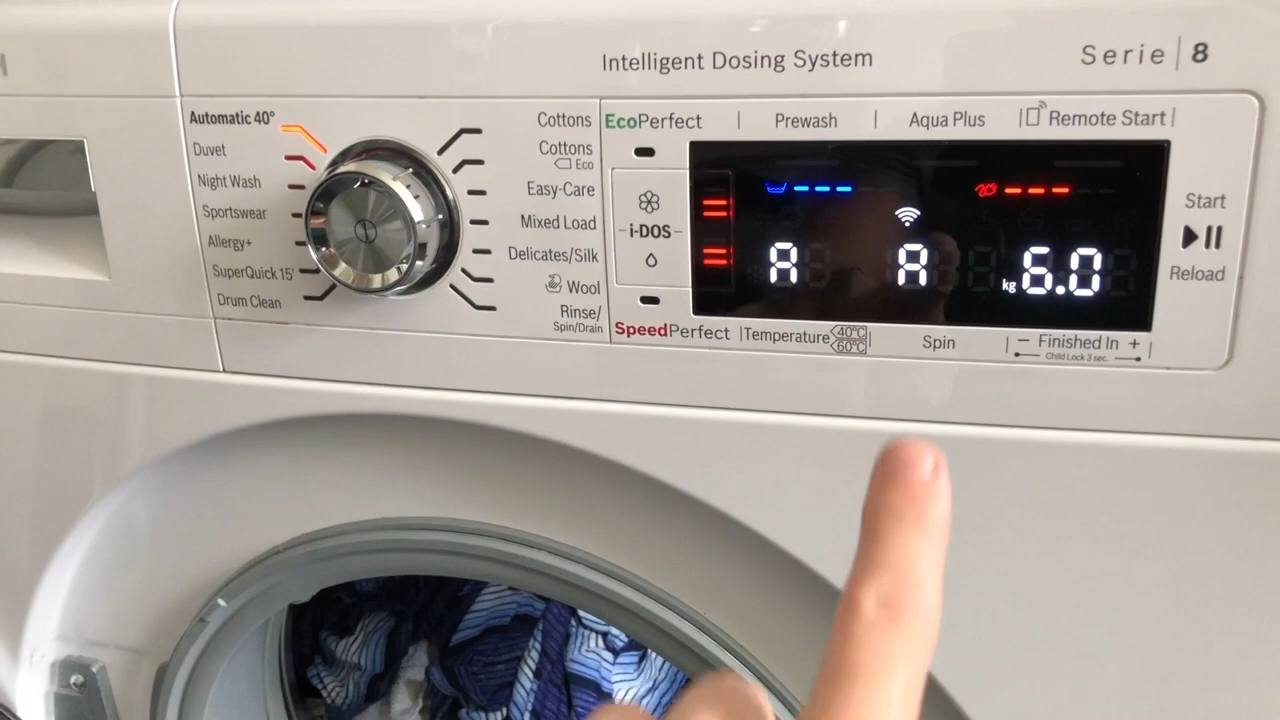 H
Intelligent Dosing System
Serie | 8
Automatic 40°
Duvet
Night Wash
Sportswear
Allergy+
SuperQuick 15'
Drum Clean
Cottons
Cottons
Eco
Easy-Care
Mixed Load
Delicates/Silk
Wool
Rinse/
Spin/Drain
EcoPerfect | Prewash | Aqua Plus | Remote Start |
i-DOS
A A kg 6.0
Start
Reload
SpeedPerfect | Temperature 40°C 60°C | Spin | − Finished In + |
Child Lock 3 sec.